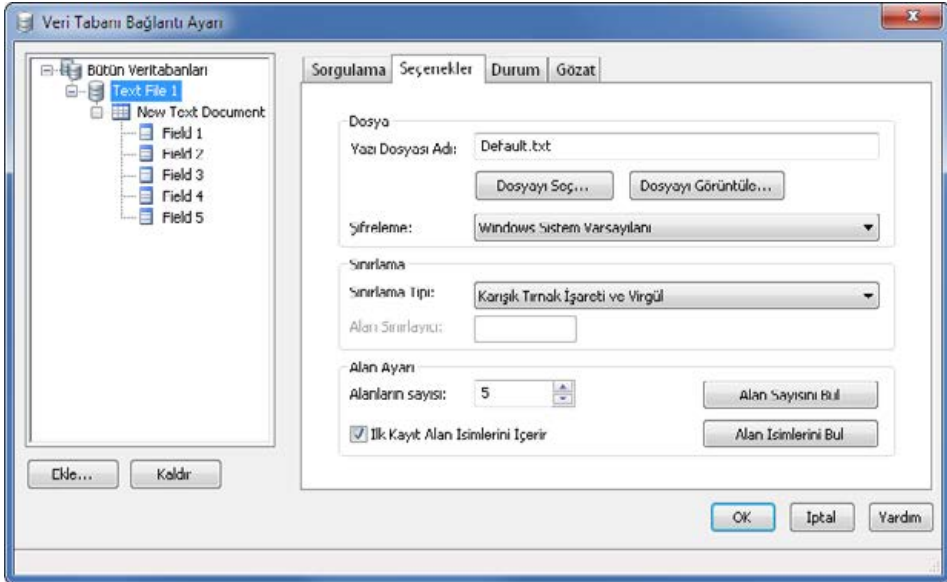 Veri Tabanı Bağlantı Ayarı
Bütün Veritabanları
Text File 1
New Text Document
Field 1
Field 2
Field 3
Field 4
Field 5
Ekle...
Kaldır
Sorgulama
Seçenekler
Durum
Gözat
Dosya
Yazı Dosyası Adı:
Default.txt
Dosyayı Seç...
Dosyayı Görüntüle...
Şifreleme:
Windows Sistem Varsayılanı
Sınırlama
Sınırlama Tipi:
Karışık Tırnak İşareti ve Virgül
Alan Sınırlayıcı:
Alan Ayarı
Alanların sayısı:
5
Alan Sayısını Bul
İlk Kayıt Alan İsimlerini İçerir
Alan İsimlerini Bul
OK
İptal
Yardım